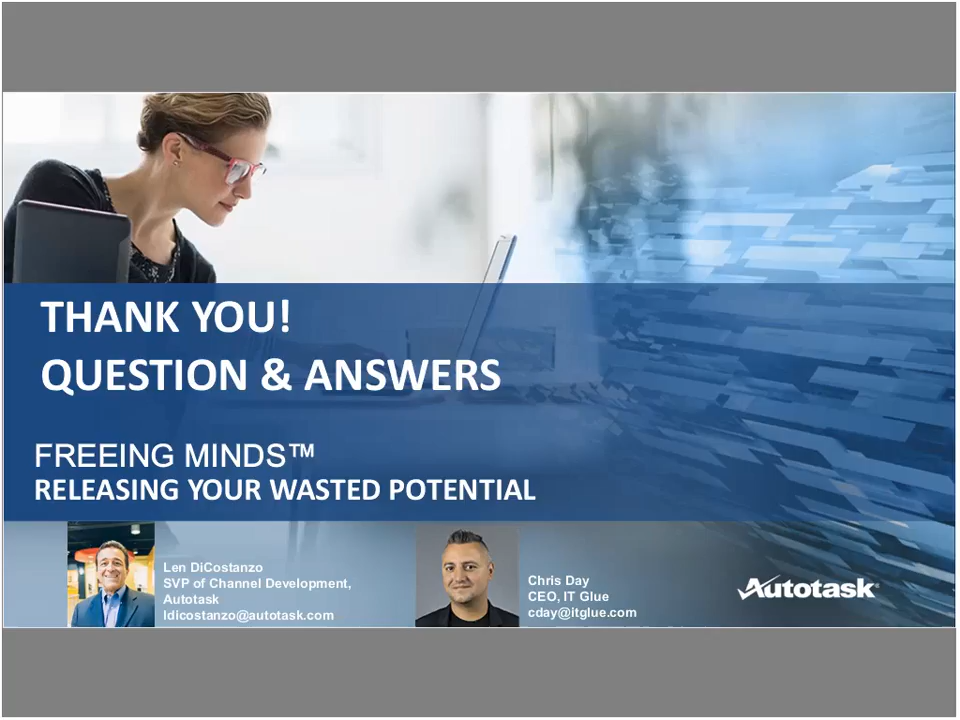 THANK YOU!
QUESTION & ANSWERS
FREEING MINDS™
RELEASING YOUR WASTED POTENTIAL
Len DiCostanzo
SVP of Channel Development,
Autotask
ldicostanzo@autotask.com
Chris Day
CEO, IT Glue
cday@itglue.com
Autotask®